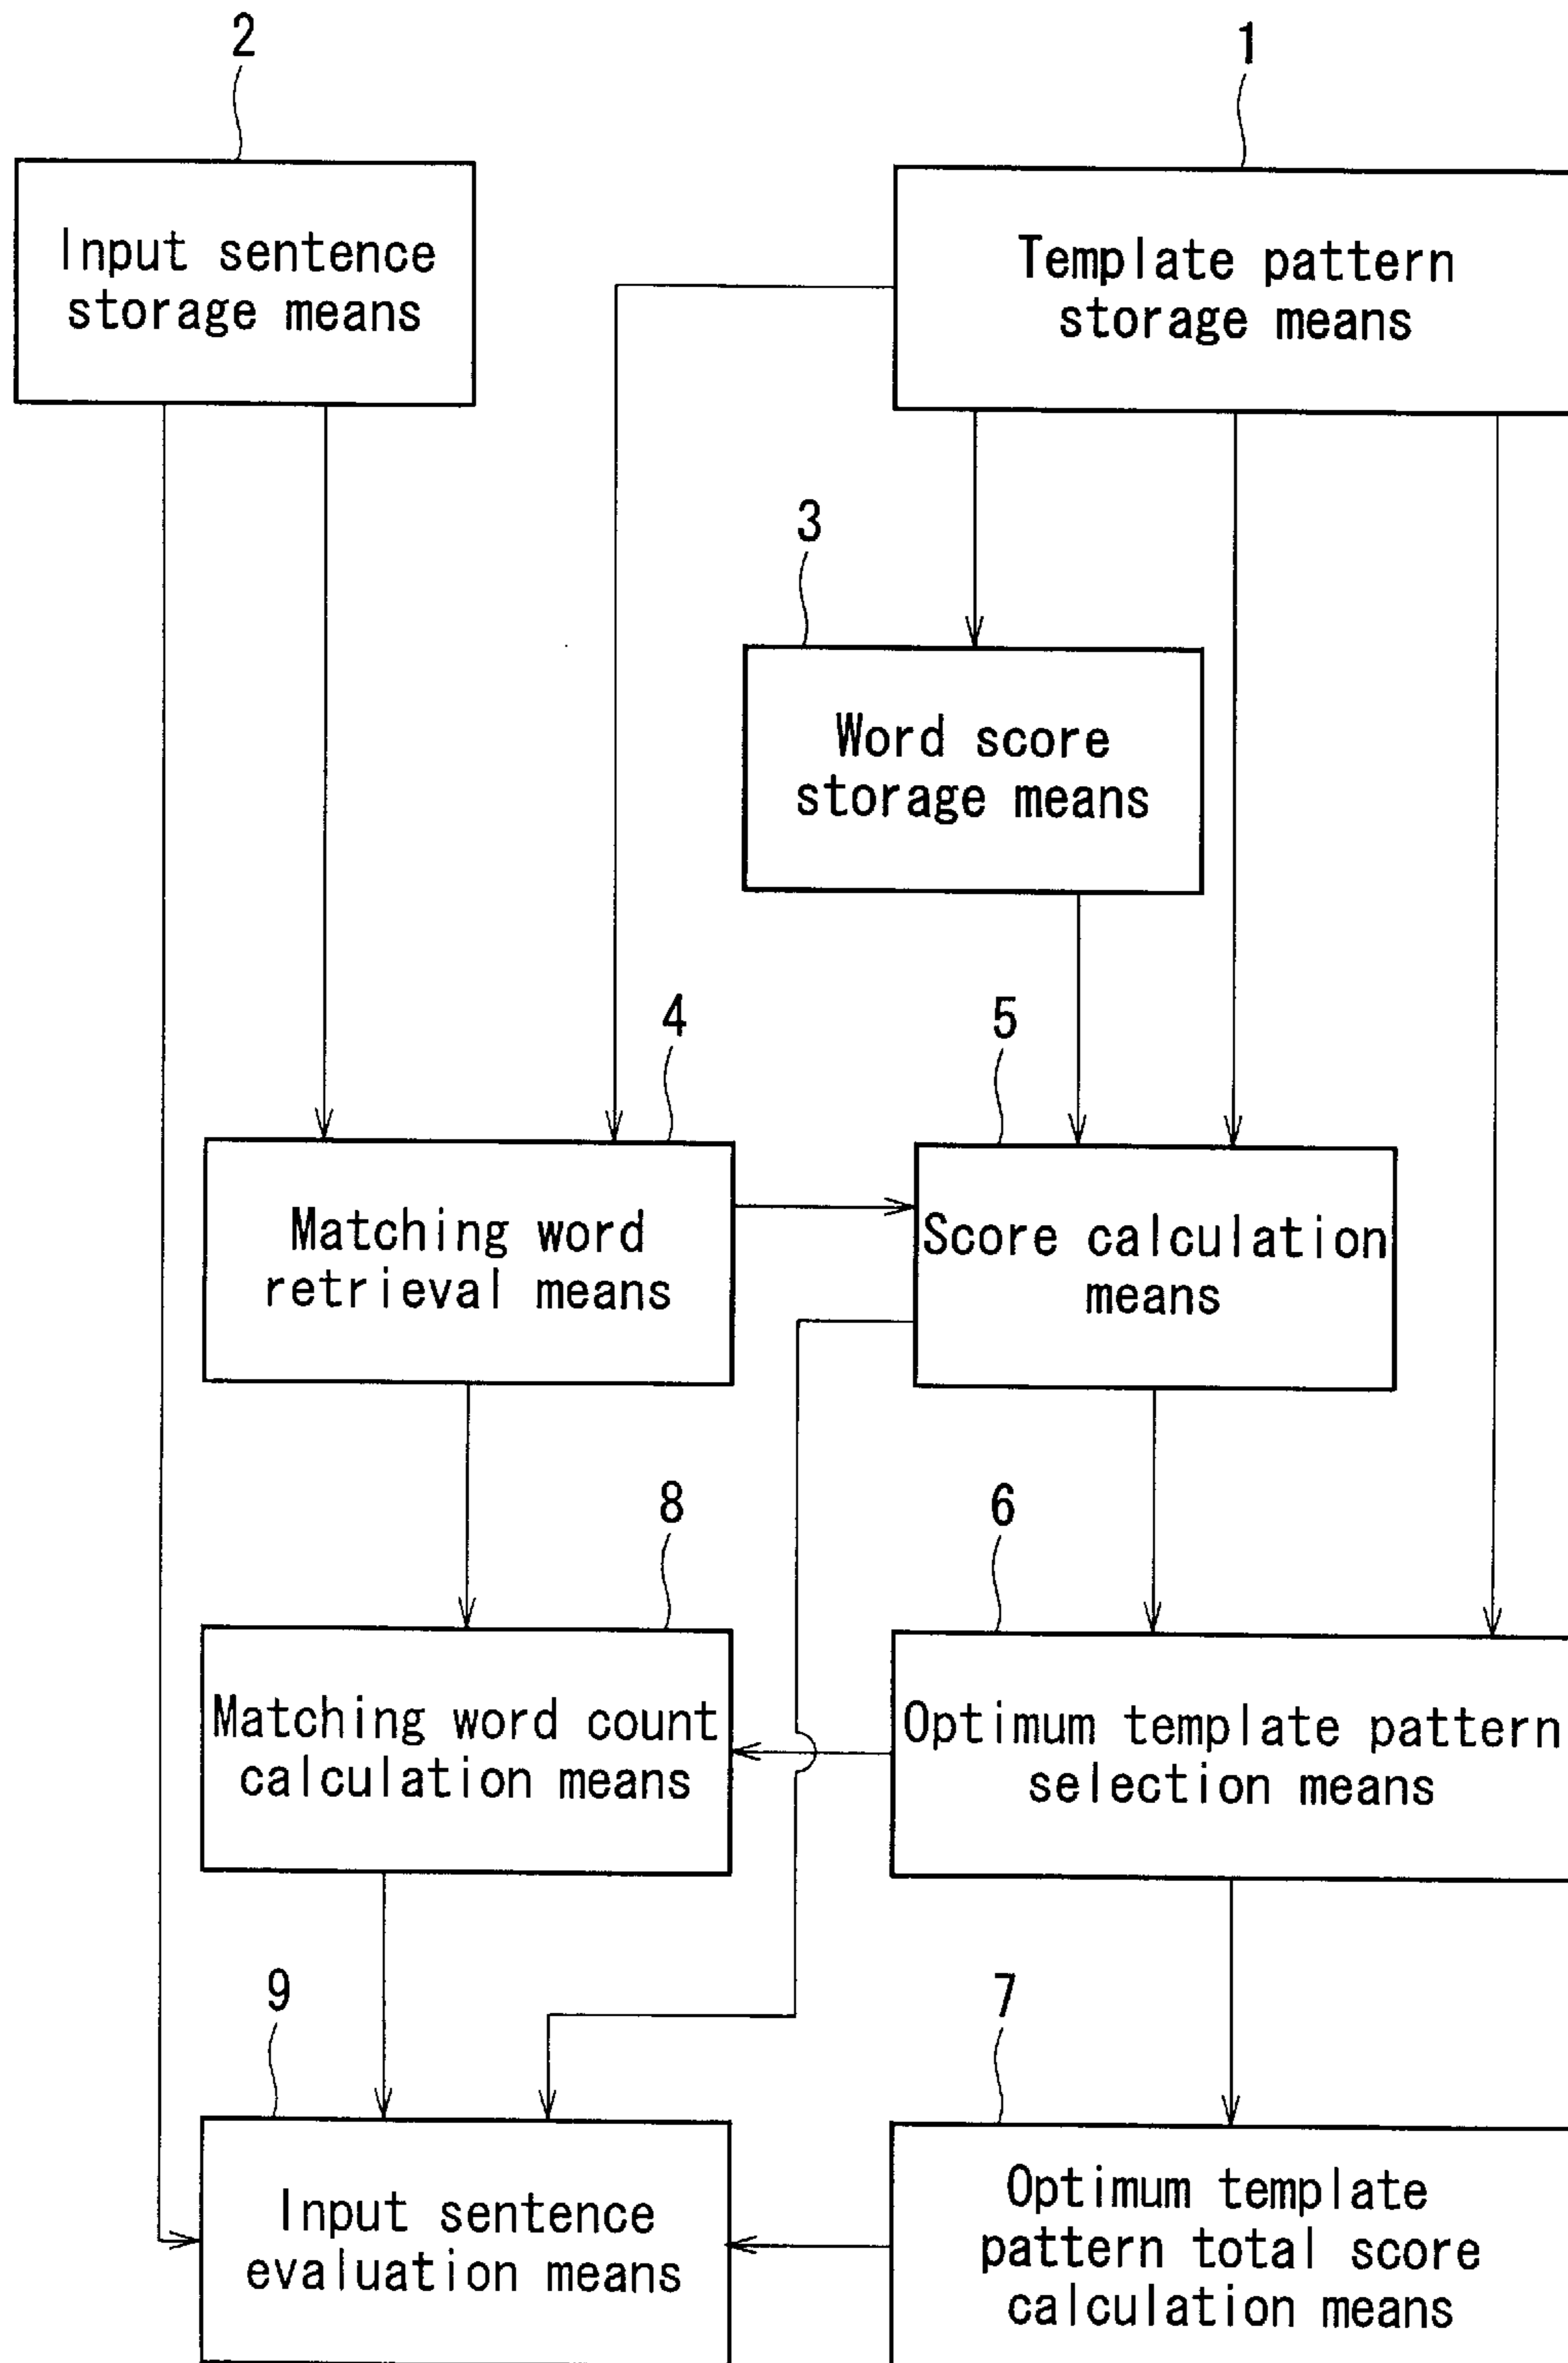 2
1
Input sentence
storage means
Template pattern
storage means
3
Word score
storage means
4
5
Matching word
retrieval means
Score calculation
means
8
6
Matching word count
calculation means
Optimum template pattern
selection means
9
7
Input sentence
evaluation means
Optimum template
pattern total score
calculation means